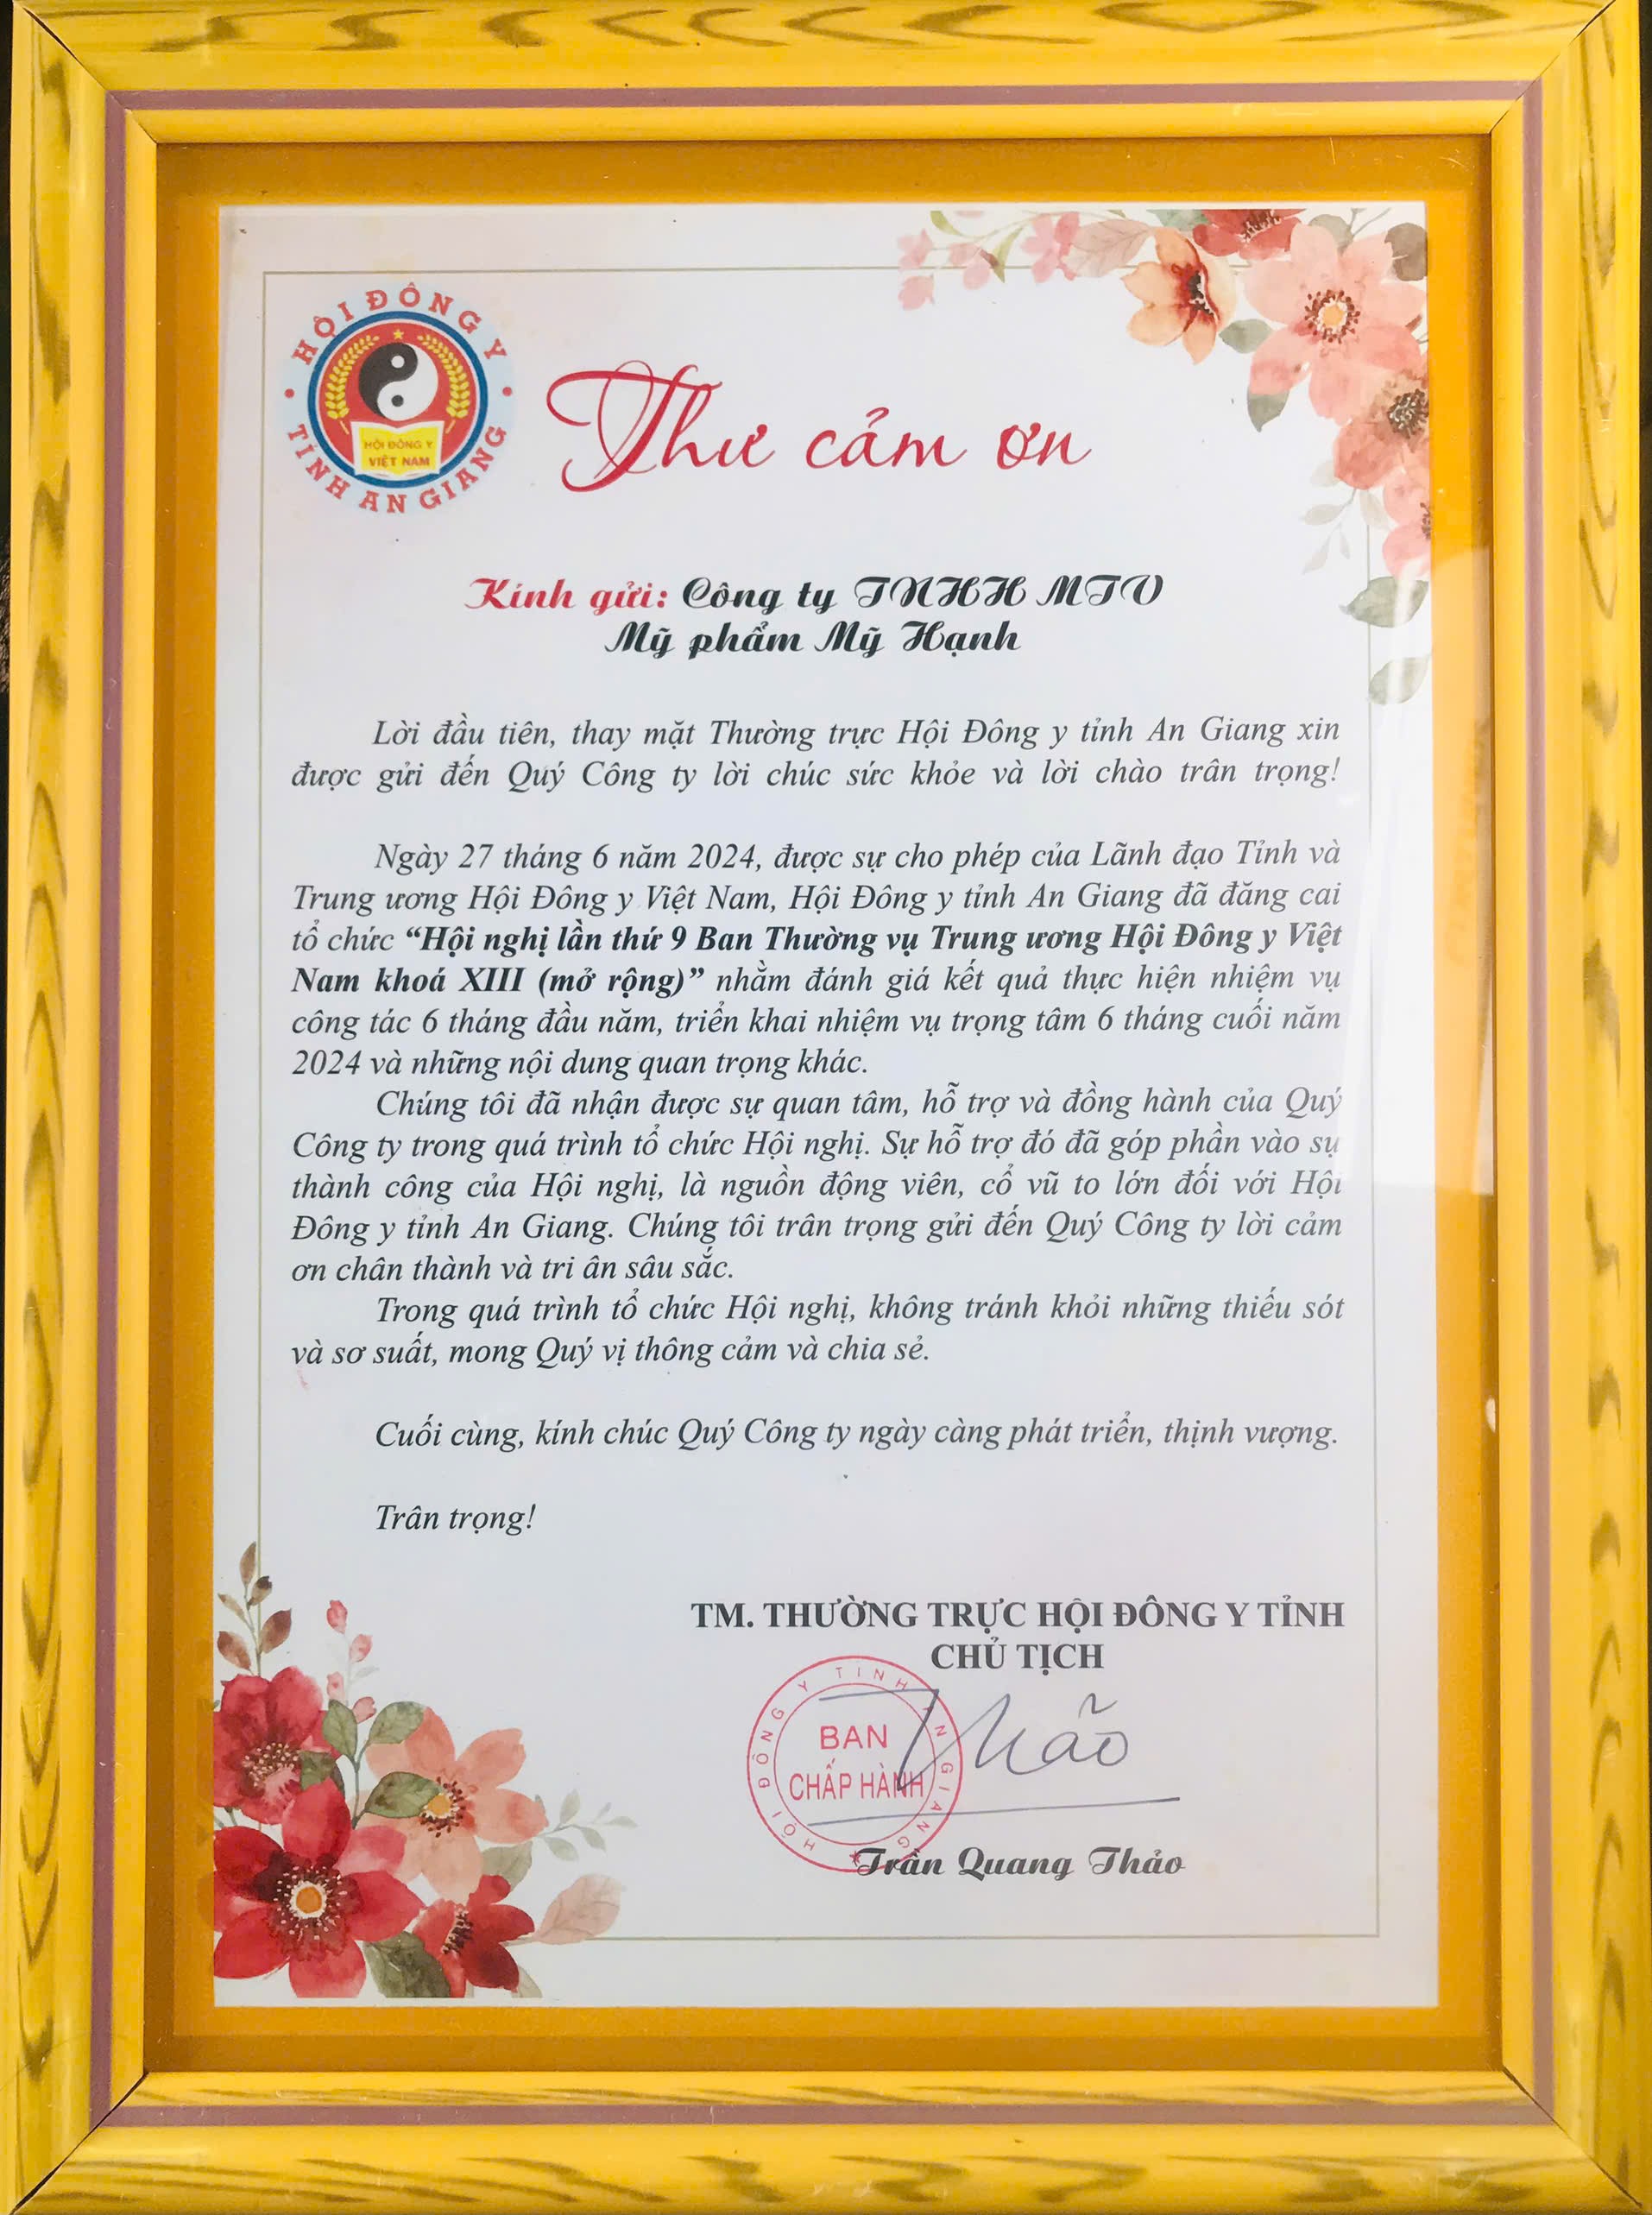 HỘI ĐÔNG Y
TỈNH AN GIANG
HỘI ĐÔNG Y
VIỆT NAM
Thư cảm ơn
Kính gửi: Công ty TNHH MTV
Mỹ phẩm Mỹ Hạnh
Lời đầu tiên, thay mặt Thường trực Hội Đông y tỉnh An Giang xin
được gửi đến Quý Công ty lời chúc sức khỏe và lời chào trân trọng!
Ngày 27 tháng 6 năm 2024, được sự cho phép của Lãnh đạo Tỉnh và
Trung ương Hội Đông y Việt Nam, Hội Đông y tỉnh An Giang đã đăng cai
tổ chức “Hội nghị lần thứ 9 Ban Thường vụ Trung ương Hội Đông y Việt
Nam khoá XIII (mở rộng)” nhằm đánh giá kết quả thực hiện nhiệm vụ
công tác 6 tháng đầu năm, triển khai nhiệm vụ trọng tâm 6 tháng cuối năm
2024 và những nội dung quan trọng khác.
Chúng tôi đã nhận được sự quan tâm, hỗ trợ và đồng hành của Quý
Công ty trong quá trình tổ chức Hội nghị. Sự hỗ trợ đó đã góp phần vào sự
thành công của Hội nghị, là nguồn động viên, cổ vũ to lớn đối với Hội
Đông y tỉnh An Giang. Chúng tôi trân trọng gửi đến Quý Công ty lời cảm
ơn chân thành và tri ân sâu sắc.
Trong quá trình tổ chức Hội nghị, không tránh khỏi những thiếu sót
và sơ suất, mong Quý vị thông cảm và chia sẻ.
Cuối cùng, kính chúc Quý Công ty ngày càng phát triển, thịnh vượng.
Trân trọng!
TM. THƯỜNG TRỰC HỘI ĐÔNG Y TỈNH
CHỦ TỊCH
HỘI ĐÔNG Y TỈNH AN GIANG
BAN
CHẤP HÀNH
Thảo
Trần Quang Thảo